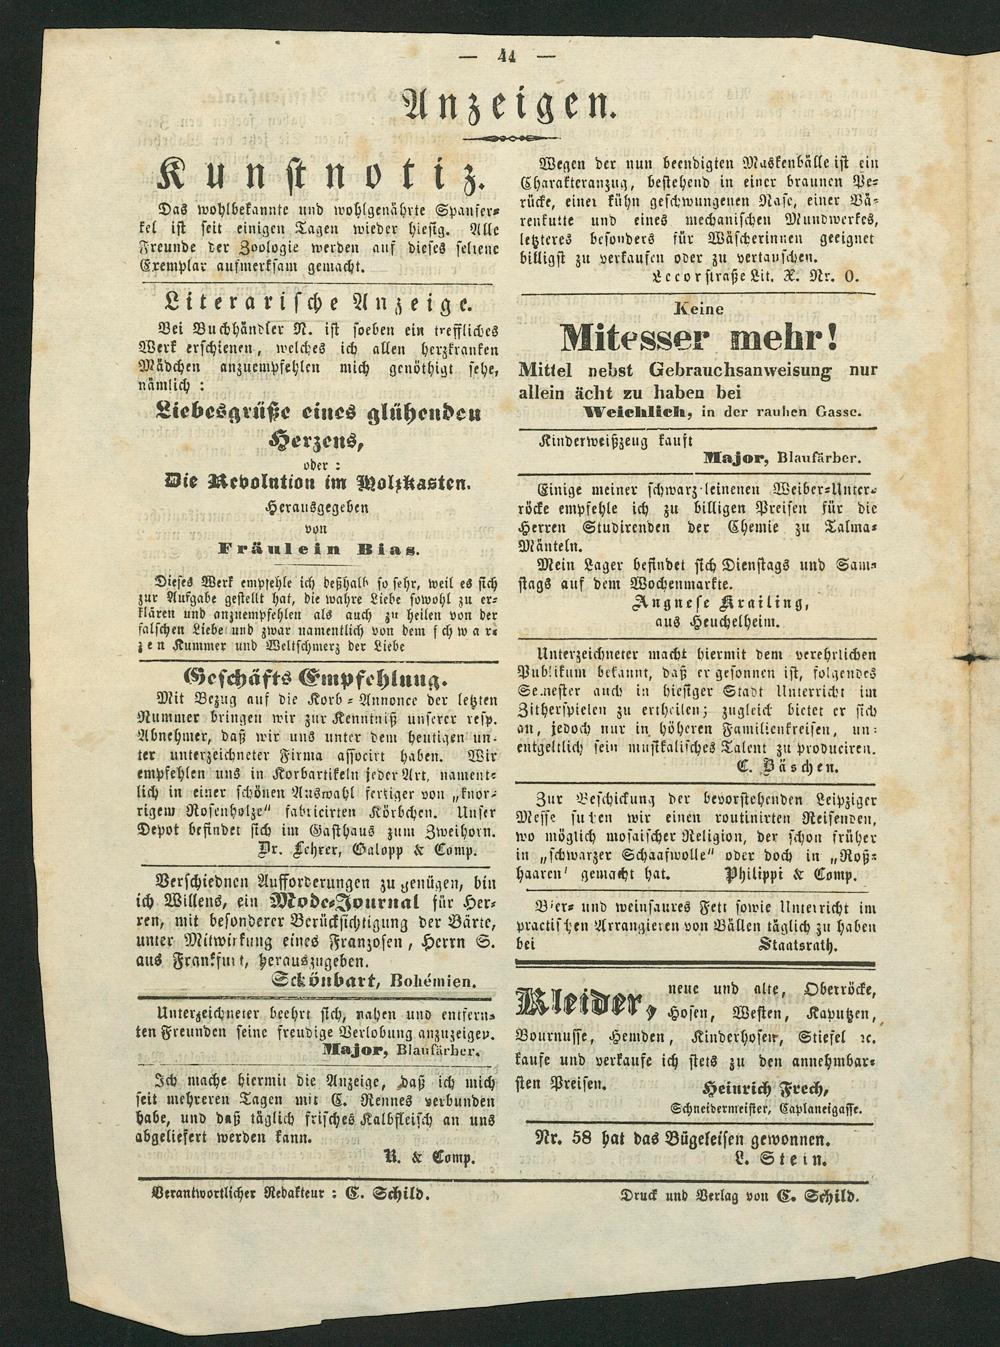 — 44 —
Anzeigen.
Kunstnotiz.
Das wohlbekannte und wohlgenährte Spanfer-
kel ist seit einigen Tagen wieder hiesig. Alle
Freunde der Zoologie werden auf dieses seltene
Exemplar aufmerksam gemacht.
Literarische Anzeige.
Bei Buchhändler N. ist soeben ein treffliches
Werk erschienen, welches ich allen herzkranken
Mädchen anzuempfehlen mich genöthigt sehe,
nämlich:
Liebesgrüße eines glühenden
Herzens,
oder:
Die Revolution im Holzkasten.
Herausgegeben
von
Fräulein Bias.
Dieses Werk empfehle ich deßhalb so sehr, weil es sich
zur Aufgabe gestellt hat, die wahre Liebe sowohl zu er-
klären und anzuempfehlen als auch zu heilen von der
falschen Liebe und zwar namentlich von dem schwar-
zen Kummer und Weltschmerz der Liebe
Geschäfts Empfehlung.
Mit Bezug auf die Korb-Annonce der letzten
Nummer bringen wir zur Kenntniß unserer resp.
Abnehmer, daß wir uns unter dem heutigen un-
ter unterzeichneter Firma associrt haben. Wir
empfehlen uns in Korbartikeln jeder Art, nament-
lich in einer schönen Auswahl fertiger von „knor-
rigem Rosenholze" fabricirten Körbchen. Unser
Depot befindet sich im Gasthaus zum Zweihorn.
Dr. Lehrer, Galopp & Comp.
Verschiednen Aufforderungen zu genügen, bin
ich Willens, ein Mode-Journal für Her-
ren, mit besonderer Berücksichtigung der Bärte,
unter Mitwirkung eines Franzosen, Herrn S.
aus Frankfurt, herauszugeben.
Schönbart, Bohémien.
Unterzeichneter beehrt sich, nahen und entfern-
ten Freunden seine freudige Verlobung anzuzeigen.
Major, Blaufärber.
Ich mache hiermit die Anzeige, daß ich mich
seit mehreren Tagen mit C. Rennes verbunden
habe, und daß täglich frisches Kalbfleisch an uns
abgeliefert werden kann.
R. & Comp.
Wegen der nun beendigten Maskenbälle ist ein
Charakteranzug, bestehend in einer braunen Pe-
rücke, einer kühn geschwungenen Nase, einer Bä-
renkutte und eines mechanischen Mundwerkes,
letzteres besonders für Wäscherinnen geeignet
billigst zu verkaufen oder zu vertauschen.
Lecorstraße Lit. X. Nr. 0.
Keine
Mitesser mehr!
Mittel nebst Gebrauchsanweisung nur
allein ächt zu haben bei
Weichlich, in der rauhen Gasse.
Kinderweißzeug kauft
Major, Blaufärber.
Einige meiner schwarz-leinenen Weiber-Unter-
röcke empfehle ich zu billigen Preisen für die
Herren Studirenden der Chemie zu Talma-
Mänteln.
Mein Lager befindet sich Dienstags und Sam-
stags auf dem Wochenmarkte.
Angnese Krailing,
aus Heuchelheim.
Unterzeichneter macht hiermit dem verehrlichen
Publikum bekannt, daß er gesonnen ist, folgendes
Semester auch in hiesiger Stadt Unterricht im
Zitherspielen zu ertheilen; zugleich bietet er sich
an, jedoch nur in höheren Familienkreisen, un-
entgeltlich sein musikalisches Talent zu produciren.
C. Bäschen.
Zur Beschickung der bevorstehenden Leipziger
Messe suchen wir einen routinirten Reisenden,
wo möglich mosaischer Religion, der schon früher
in „schwarzer Schaafwolle" oder doch in „Roß-
haaren" gemacht hat. Philippi & Comp.
Bier- und weinsaures Fett sowie Unterricht im
practischen Arrangieren von Bällen täglich zu haben
bei Staatsrath.
Kleider, neue und alte, Oberröcke,
Hosen, Westen, Kaputzen,
Bournusse, Hemden, Kinderhosen, Stiefel ꝛc.
kaufe und verkaufe ich stets zu den annehmbar-
sten Preisen. Heinrich Frech,
Schneidermeister, Caplaneigasse.
Nr. 58 hat das Bügeleisen gewonnen.
L. Stein.
Verantwortlicher Redakteur: C. Schild. Druck und Verlag von C. Schild.